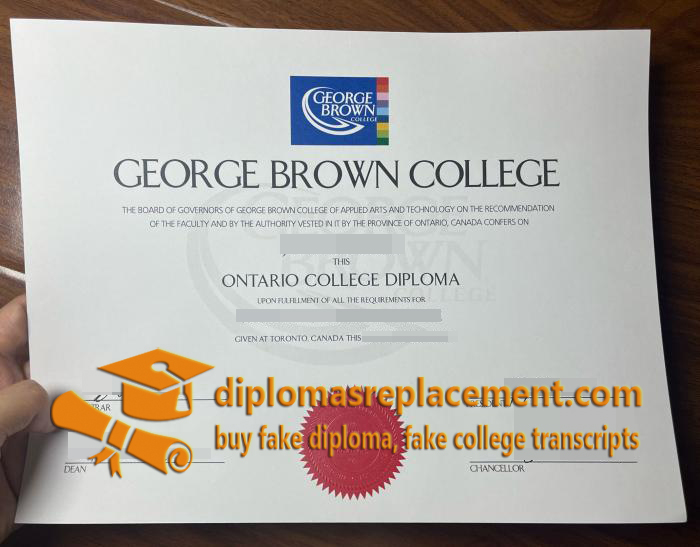 GEORGE
BROWN
COLLEGE
GEORGE BROWN COLLEGE
THE BOARD OF GOVERNORS OF GEORGE BROWN COLLEGE OF APPLIED ARTS AND TECHNOLOGY ON THE RECOMMENDATION
OF THE FACULTY AND BY THE AUTHORITY VESTED IN IT BY THE PROVINCE OF ONTARIO, CANADA CONFERS ON
THIS
ONTARIO COLLEGE DIPLOMA
UPON FULFILLMENT OF ALL THE REQUIREMENTS FOR
GIVEN AT TORONTO, CANADA THIS
diplomasreplacement.com
buy fake diploma, fake college transcripts
DEAN
CHANCELLOR